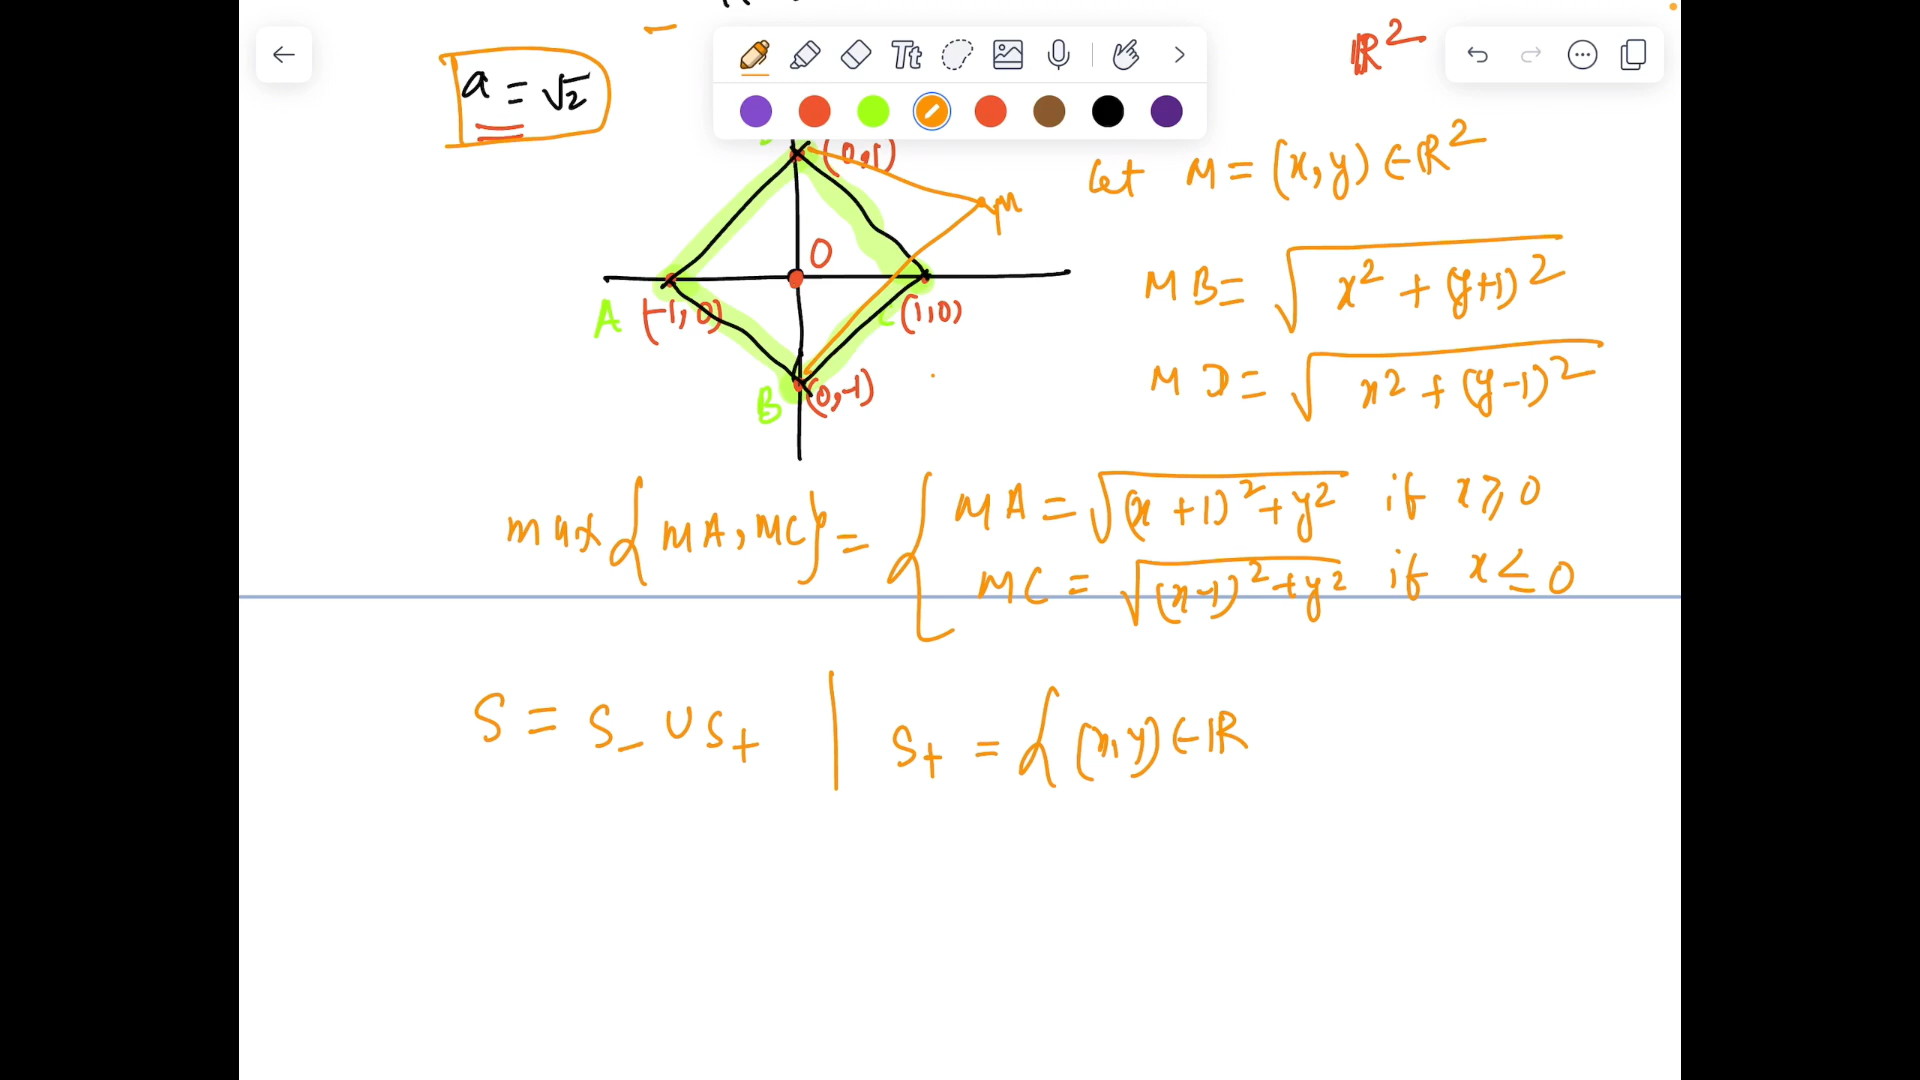 ℝ²
a = √2
Tt
(0,1)
Let M = (x,y) ∈ ℝ²
M
O
MB = √(x² + (y+1)²)
A (-1,0)
C (1,0)
MD = √(x² + (y-1)²)
B (0,-1)
max{MA, MC} = { MA = √((x+1)² + y²) if x ⩾ 0
MC = √((x-1)² + y²) if x ≤ 0
S = S₋ ∪ S₊ | S₊ = {(x,y) ∈ ℝ